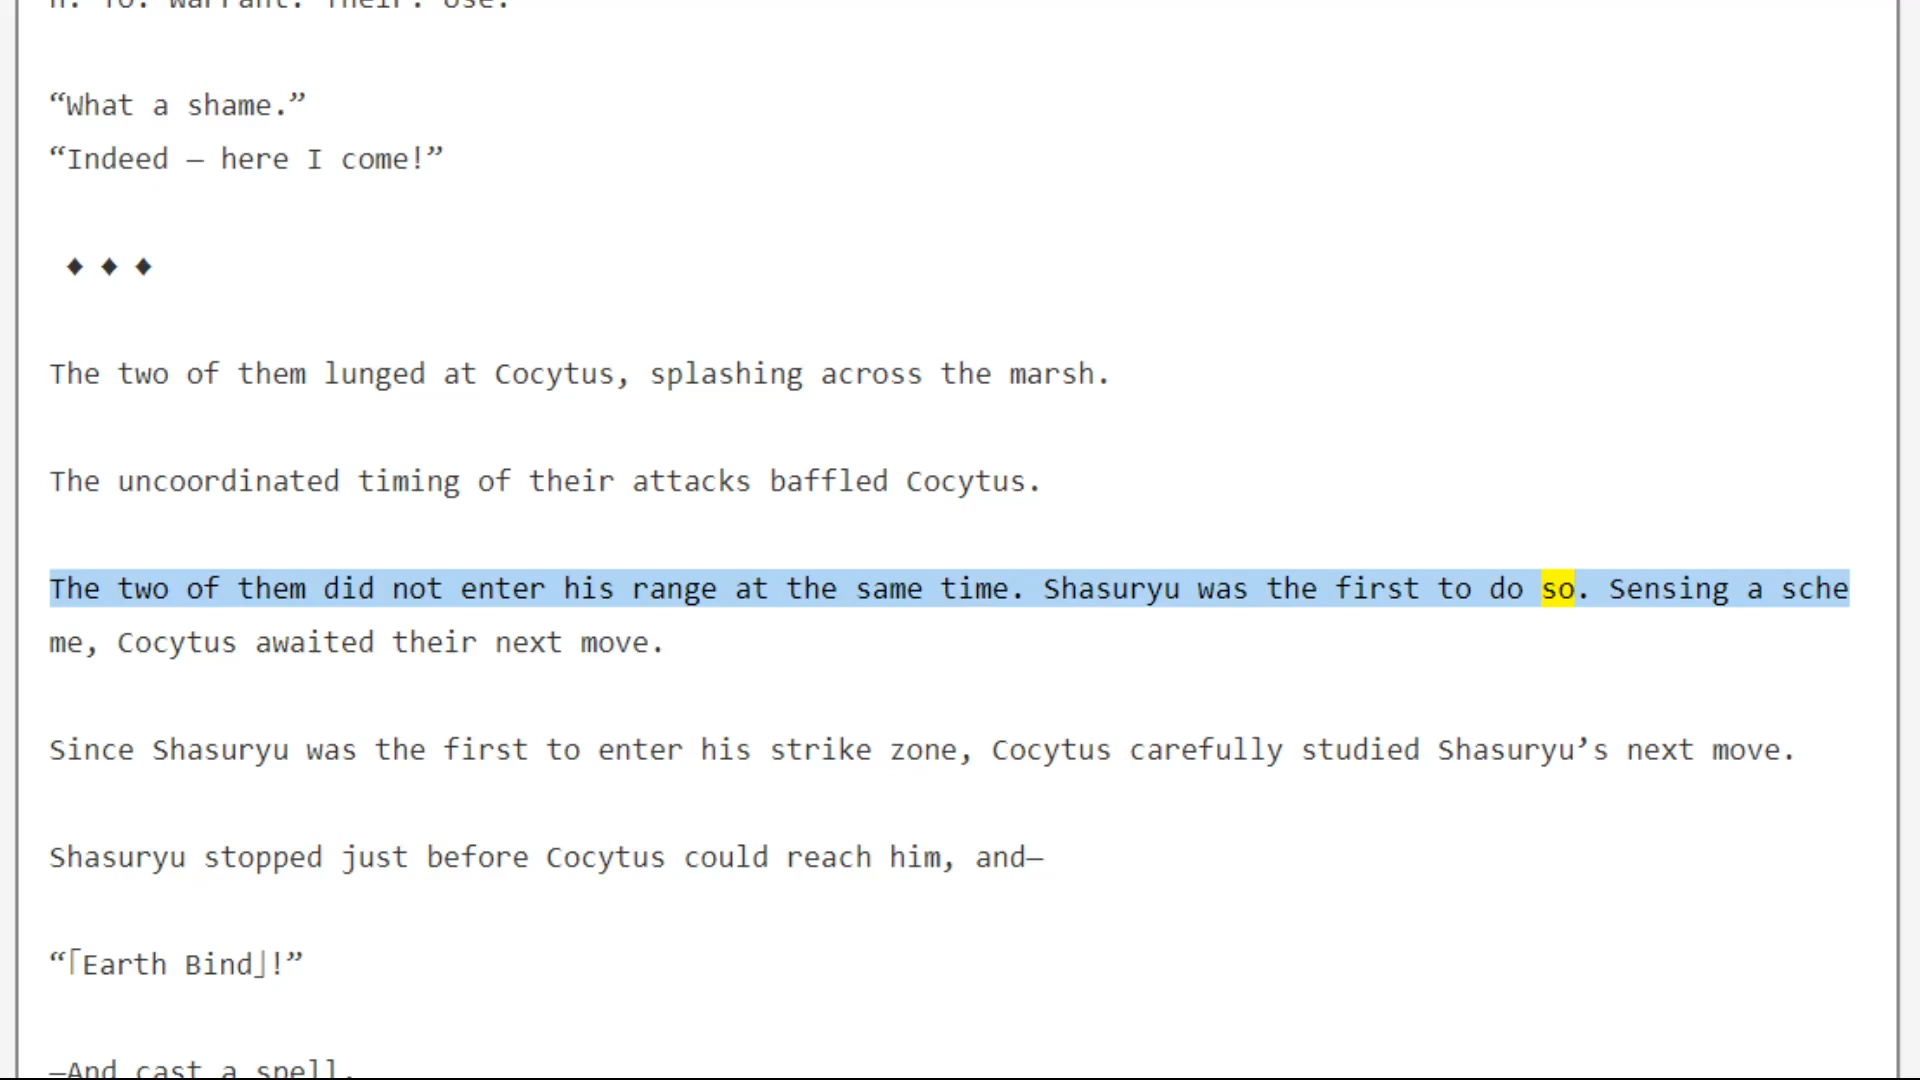 n. To. Warrant. Their. Use.
“What a shame.”
“Indeed — here I come!”
◆ ◆ ◆
The two of them lunged at Cocytus, splashing across the marsh.
The uncoordinated timing of their attacks baffled Cocytus.
The two of them did not enter his range at the same time. Shasuryu was the first to do so. Sensing a sche
me, Cocytus awaited their next move.
Since Shasuryu was the first to enter his strike zone, Cocytus carefully studied Shasuryu’s next move.
Shasuryu stopped just before Cocytus could reach him, and—
“「Earth Bind」!”
—And cast a spell.